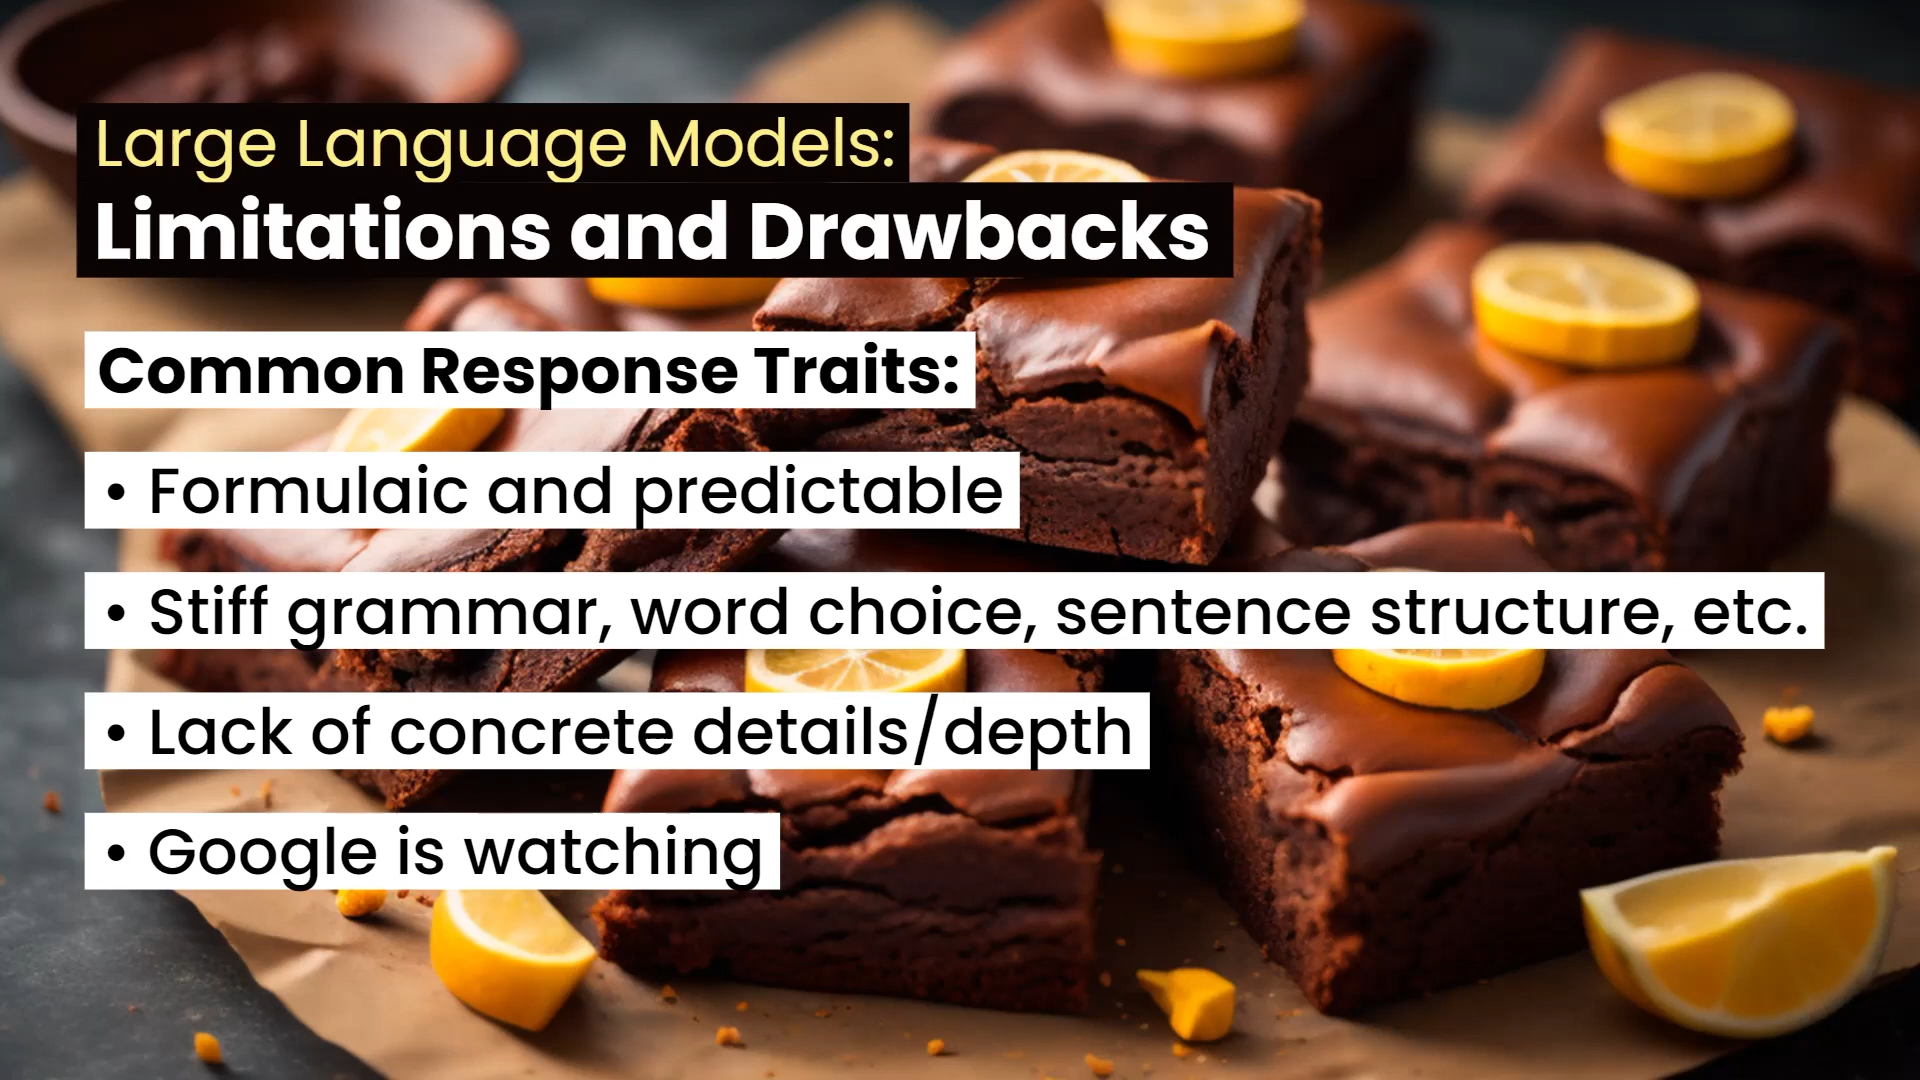 Large Language Models:
Limitations and Drawbacks
Common Response Traits:
• Formulaic and predictable
• Stiff grammar, word choice, sentence structure, etc.
• Lack of concrete details/depth
• Google is watching